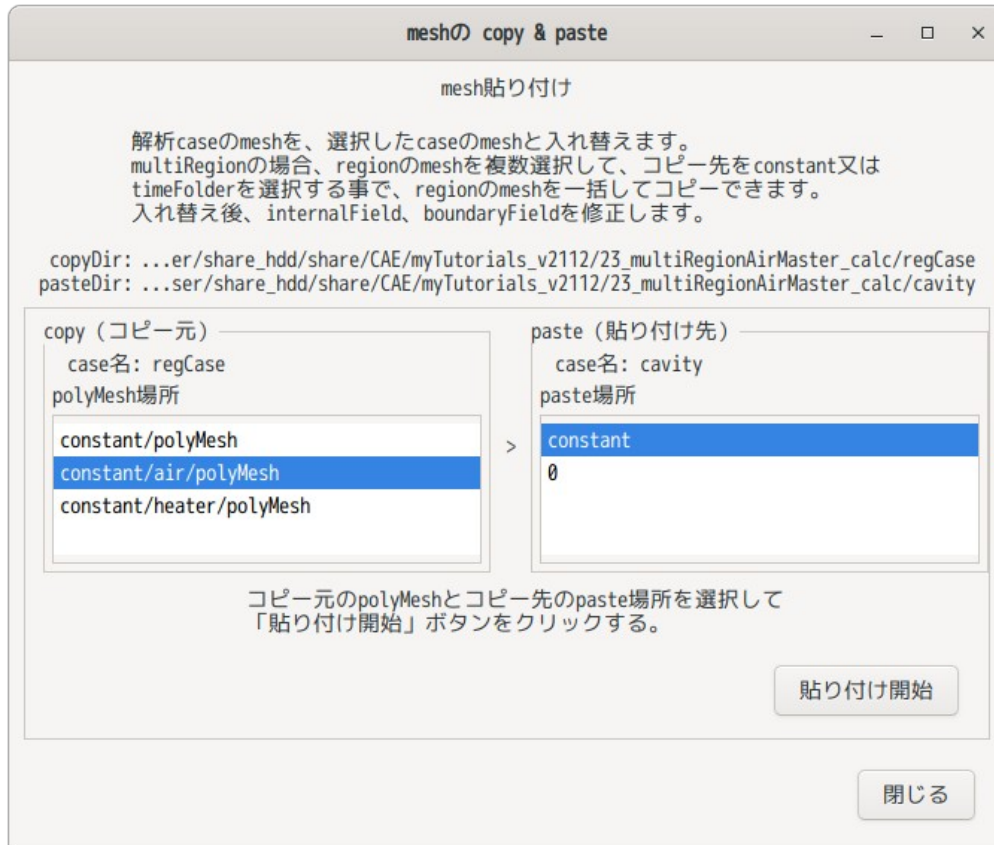 meshの copy & paste
mesh貼り付け
解析caseのmeshを、選択したcaseのmeshと入れ替えます。
multiRegionの場合、regionのmeshを複数選択して、コピー先をconstant又は
timeFolderを選択する事で、regionのmeshを一括してコピーできます。
入れ替え後、internalField、boundaryFieldを修正します。
copyDir: ...er/share_hdd/share/CAE/myTutorials_v2112/23_multiRegionAirMaster_calc/regCase
pasteDir: ...ser/share_hdd/share/CAE/myTutorials_v2112/23_multiRegionAirMaster_calc/cavity
copy (コピー元)
case名: regCase
polyMesh場所
constant/polyMesh
constant/air/polyMesh
constant/heater/polyMesh
>
paste (貼り付け先)
case名: cavity
paste場所
constant
0
コピー元のpolyMeshとコピー先のpaste場所を選択して
「貼り付け開始」ボタンをクリックする。
貼り付け開始
閉じる